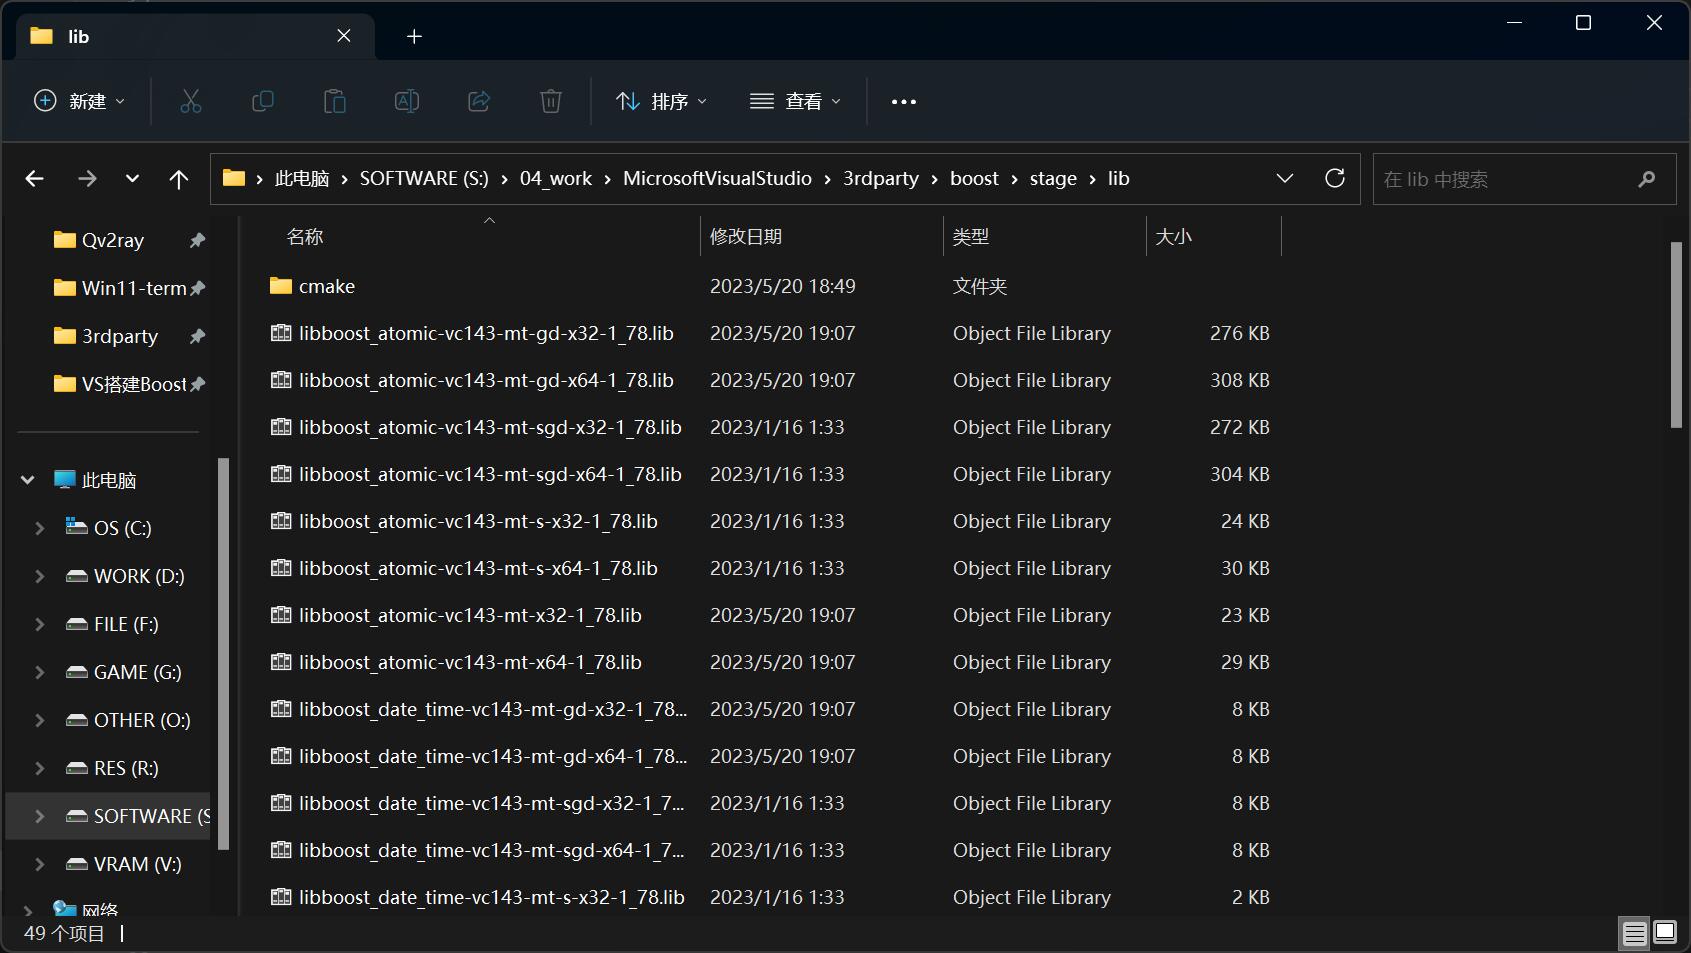 lib
新建
排序
查看
此电脑 SOFTWARE (S:) 04_work MicrosoftVisualStudio 3rdparty boost stage lib
在 lib 中搜索
Qv2ray
Win11-term
3rdparty
VS搭建Boost
此电脑
OS (C:)
WORK (D:)
FILE (F:)
GAME (G:)
OTHER (O:)
RES (R:)
SOFTWARE (S
VRAM (V:)
网络
名称 修改日期 类型 大小
cmake 2023/5/20 18:49 文件夹
libboost_atomic-vc143-mt-gd-x32-1_78.lib 2023/5/20 19:07 Object File Library 276 KB
libboost_atomic-vc143-mt-gd-x64-1_78.lib 2023/5/20 19:07 Object File Library 308 KB
libboost_atomic-vc143-mt-sgd-x32-1_78.lib 2023/1/16 1:33 Object File Library 272 KB
libboost_atomic-vc143-mt-sgd-x64-1_78.lib 2023/1/16 1:33 Object File Library 304 KB
libboost_atomic-vc143-mt-s-x32-1_78.lib 2023/1/16 1:33 Object File Library 24 KB
libboost_atomic-vc143-mt-s-x64-1_78.lib 2023/1/16 1:33 Object File Library 30 KB
libboost_atomic-vc143-mt-x32-1_78.lib 2023/5/20 19:07 Object File Library 23 KB
libboost_atomic-vc143-mt-x64-1_78.lib 2023/5/20 19:07 Object File Library 29 KB
libboost_date_time-vc143-mt-gd-x32-1_78... 2023/5/20 19:07 Object File Library 8 KB
libboost_date_time-vc143-mt-gd-x64-1_78... 2023/5/20 19:07 Object File Library 8 KB
libboost_date_time-vc143-mt-sgd-x32-1_7... 2023/1/16 1:33 Object File Library 8 KB
libboost_date_time-vc143-mt-sgd-x64-1_7... 2023/1/16 1:33 Object File Library 8 KB
libboost_date_time-vc143-mt-s-x32-1_78.lib 2023/1/16 1:33 Object File Library 2 KB
49 个项目